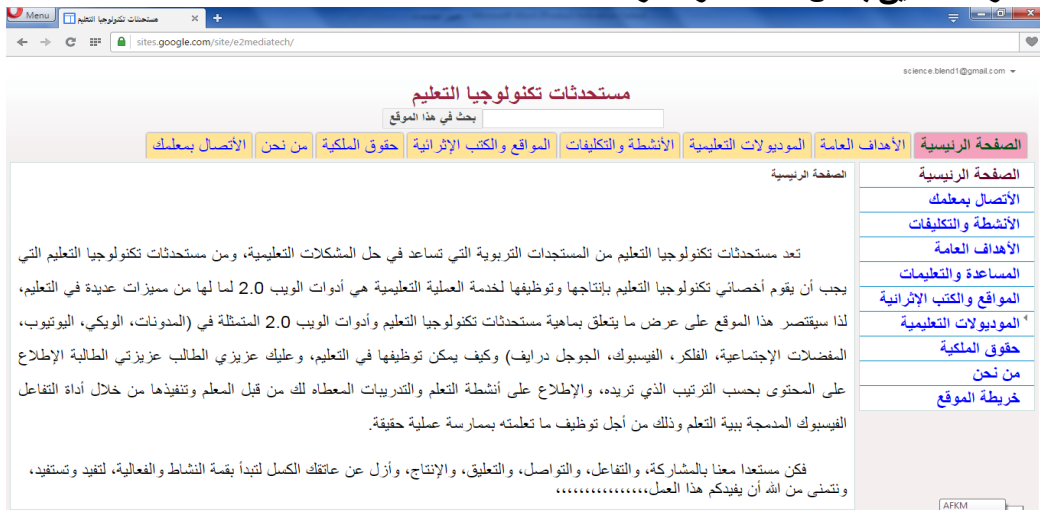 Menu
مستحدثات تكنولوجيا التعليم
sites.google.com/site/e2mediatech/
science.blend1@gmail.com
مستحدثات تكنولوجيا التعليم
بحث في هذا الموقع
الصفحة الرئيسية الأهداف العامة الموديولات التعليمية الأنشطة والتكليفات المواقع والكتب الإثرائية حقوق الملكية من نحن الأتصال بمعلمك
الصفحة الرئيسية
الأتصال بمعلمك
الأنشطة والتكليفات
الأهداف العامة
المساعدة والتعليمات
المواقع والكتب الإثرائية
الموديولات التعليمية
حقوق الملكية
من نحن
خريطة الموقع
الصفحة الرئيسية
تعد مستحدثات تكنولوجيا التعليم من المستجدات التربوية التي تساعد في حل المشكلات التعليمية، ومن مستحدثات تكنولوجيا التعليم التي
يجب أن يقوم أخصائي تكنولوجيا التعليم بإنتاجها وتوظيفها لخدمة العملية التعليمية هي أدوات الويب 2.0 لما لها من مميزات عديدة في التعليم،
لذا سيقتصر هذا الموقع على عرض ما يتعلق بماهية مستحدثات تكنولوجيا التعليم وأدوات الويب 2.0 المتمثلة في (المدونات، الويكي، اليوتيوب،
المفضلات الإجتماعية، الفلكر، الفيسبوك، الجوجل درايف) وكيف يمكن توظيفها في التعليم، وعليك عزيزي الطالب عزيزتي الطالبة الإطلاع
على المحتوى بحسب الترتيب الذي تريده، والإطلاع على أنشطة التعلم والتدريبات المعطاه لك من قبل المعلم وتنفيذها من خلال أداة التفاعل
الفيسبوك المدمجة ببية التعلم وذلك من أجل توظيف ما تعلمته بممارسة عملية حقيقة.
فكن مستعدا معنا بالمشاركة، والتفاعل، والتواصل، والتعليق، والإنتاج، وأزل عن عاتقك الكسل لتبدأ بقمة النشاط والفعالية، لتفيد وتستفيد،
ونتمنى من الله أن يفيدكم هذا العمل،،،،،،،،،،،،،،،،
AFKM